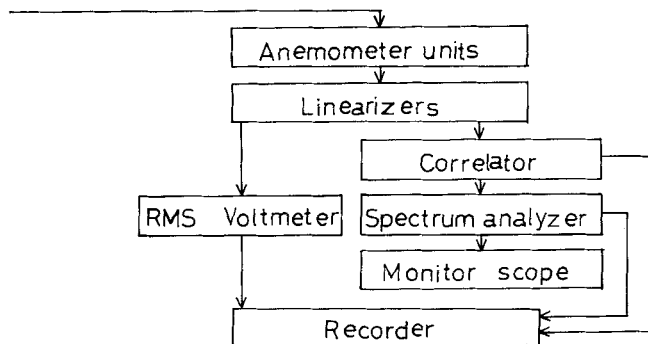 Anemometer units
Linearizers
Correlator
RMS Voltmeter
Spectrum analyzer
Monitor scope
Recorder